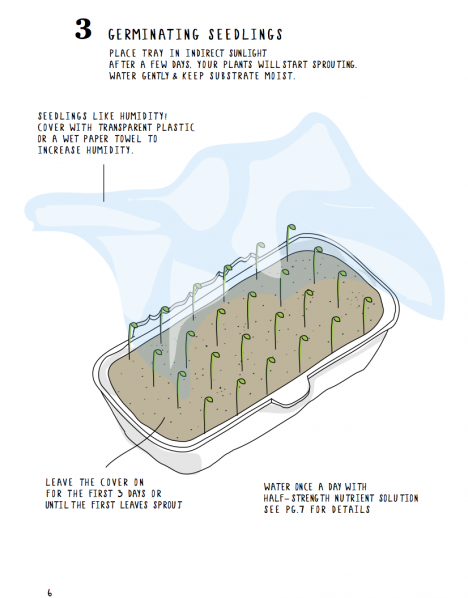 3 GERMINATING SEEDLINGS
PLACE TRAY IN INDIRECT SUNLIGHT
AFTER A FEW DAYS, YOUR PLANTS WILL START SPROUTING.
WATER GENTLY & KEEP SUBSTRATE MOIST.
SEEDLINGS LIKE HUMIDITY!
COVER WITH TRANSPARENT PLASTIC
OR A WET PAPER TOWEL TO
INCREASE HUMIDITY.
LEAVE THE COVER ON
FOR THE FIRST 3 DAYS OR
UNTIL THE FIRST LEAVES SPROUT
WATER ONCE A DAY WITH
HALF-STRENGTH NUTRIENT SOLUTION
SEE PG.7 FOR DETAILS
6